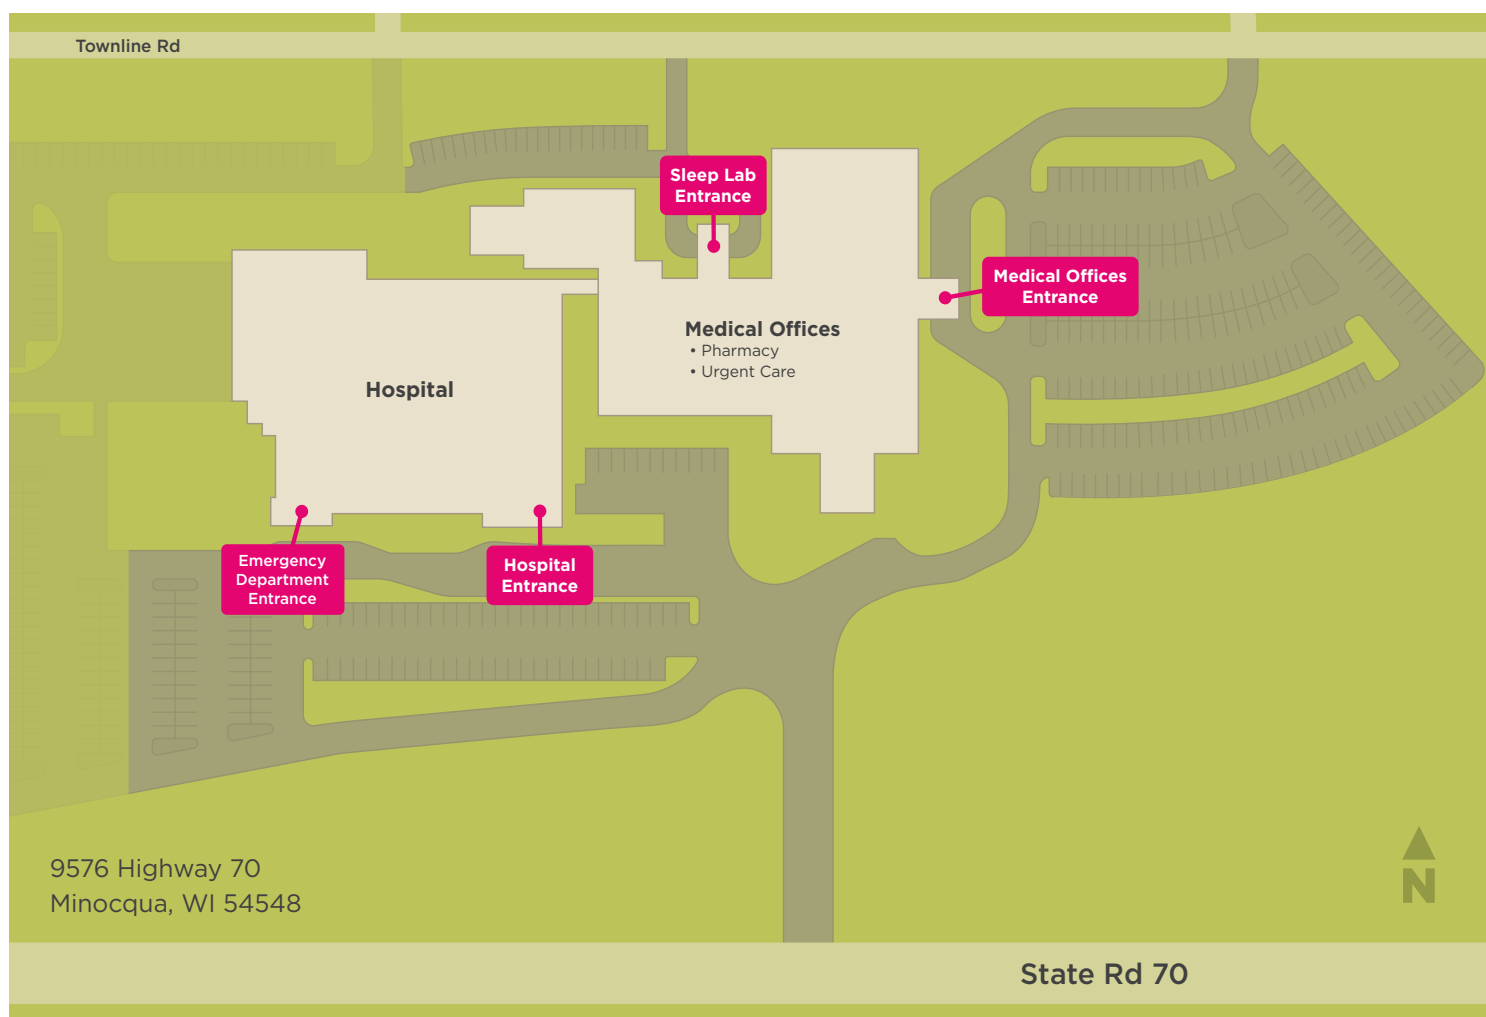 Townline Rd
Sleep Lab
Entrance
Medical Offices
Entrance
Medical Offices
• Pharmacy
• Urgent Care
Hospital
Emergency
Department
Entrance
Hospital
Entrance
9576 Highway 70
Minocqua, WI 54548
N
State Rd 70